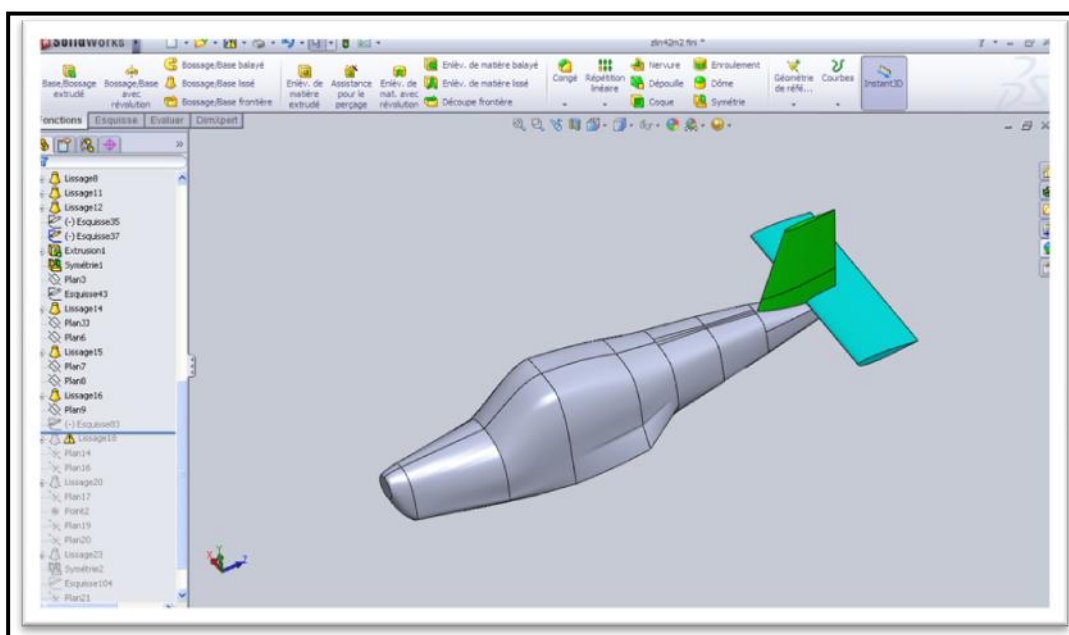 SolidWorks
zlin42m2 fini *
Base/Bossage extrudé
Bossage/Base avec révolution
Bossage/Base balayé
Bossage/Base lissé
Bossage/Base frontière
Enlèv. de matière extrudé
Assistance pour le perçage
Enlèv. de mat. avec révolution
Enlèv. de matière balayé
Enlèv. de matière lissé
Découpe frontière
Congé
Répétition linéaire
Nervure
Dépouille
Coque
Enroulement
Dôme
Symétrie
Géométrie de réfé...
Courbes
Instant3D
Fonctions
Esquisse
Evaluer
DimXpert
Lissage8
Lissage11
Lissage12
(-) Esquisse35
(-) Esquisse37
Extrusion1
Symétrie1
Plan3
Esquisse43
Lissage14
Plan33
Plan6
Lissage15
Plan7
Plan8
Lissage16
Plan9
(-) Esquisse83
Lissage18
Plan14
Plan16
Lissage20
Plan17
Point2
Plan19
Plan20
Lissage23
Symétrie2
Esquisse104
Plan21
X
Y
Z